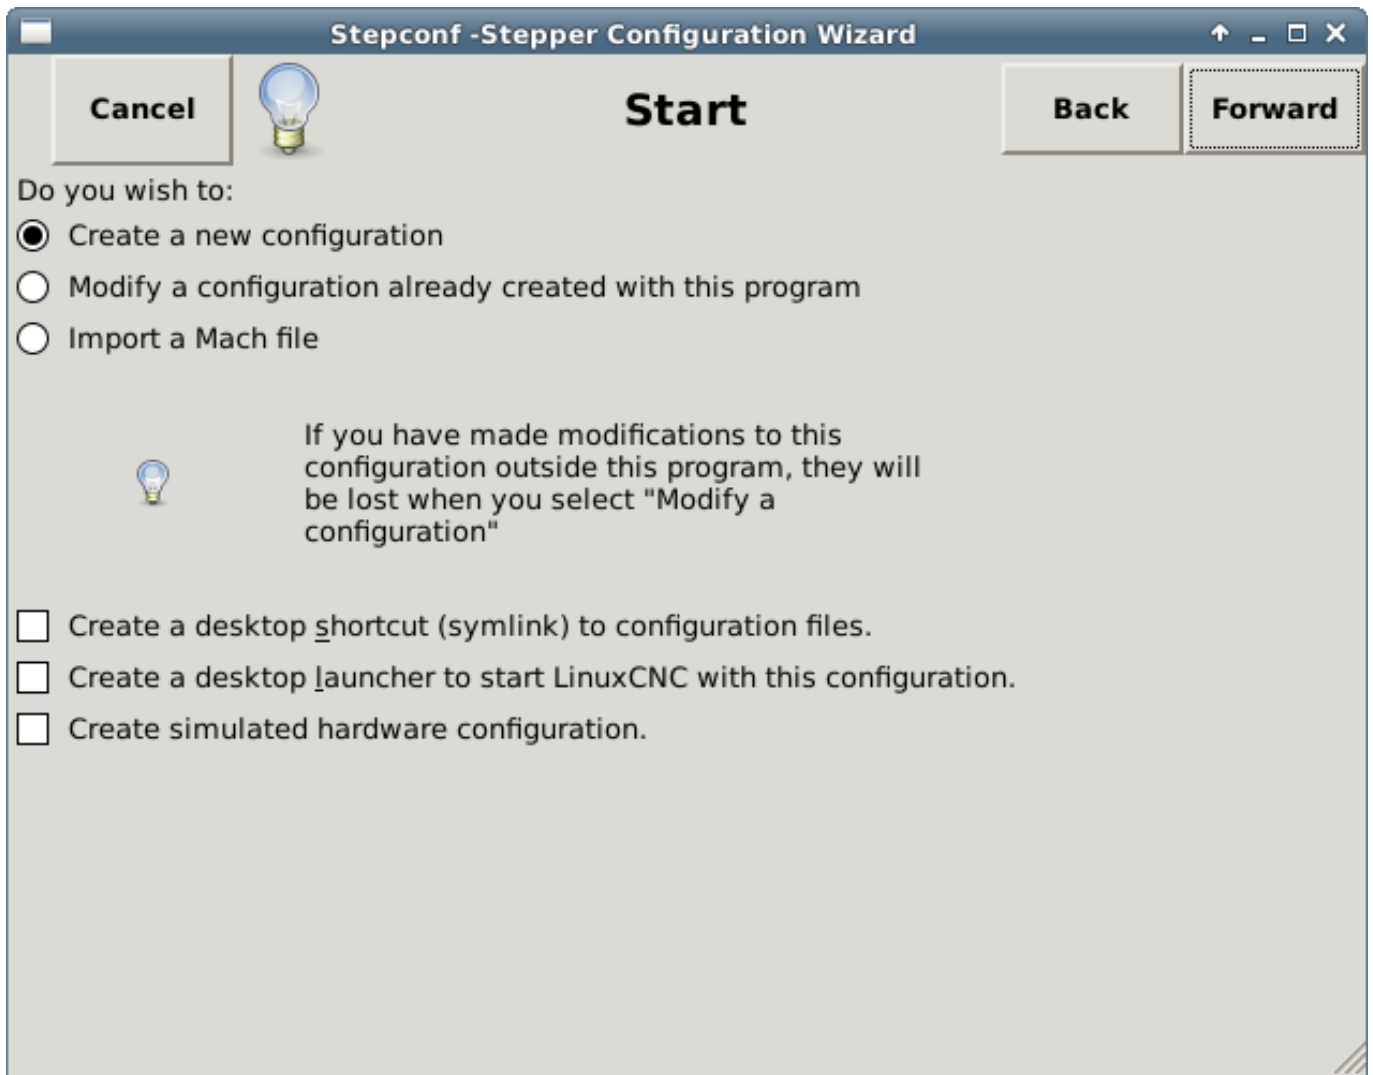 Stepconf -Stepper Configuration Wizard
Cancel
Start
Back
Forward
Do you wish to:
Create a new configuration
Modify a configuration already created with this program
Import a Mach file
If you have made modifications to this
configuration outside this program, they will
be lost when you select "Modify a
configuration"
Create a desktop shortcut (symlink) to configuration files.
Create a desktop launcher to start LinuxCNC with this configuration.
Create simulated hardware configuration.